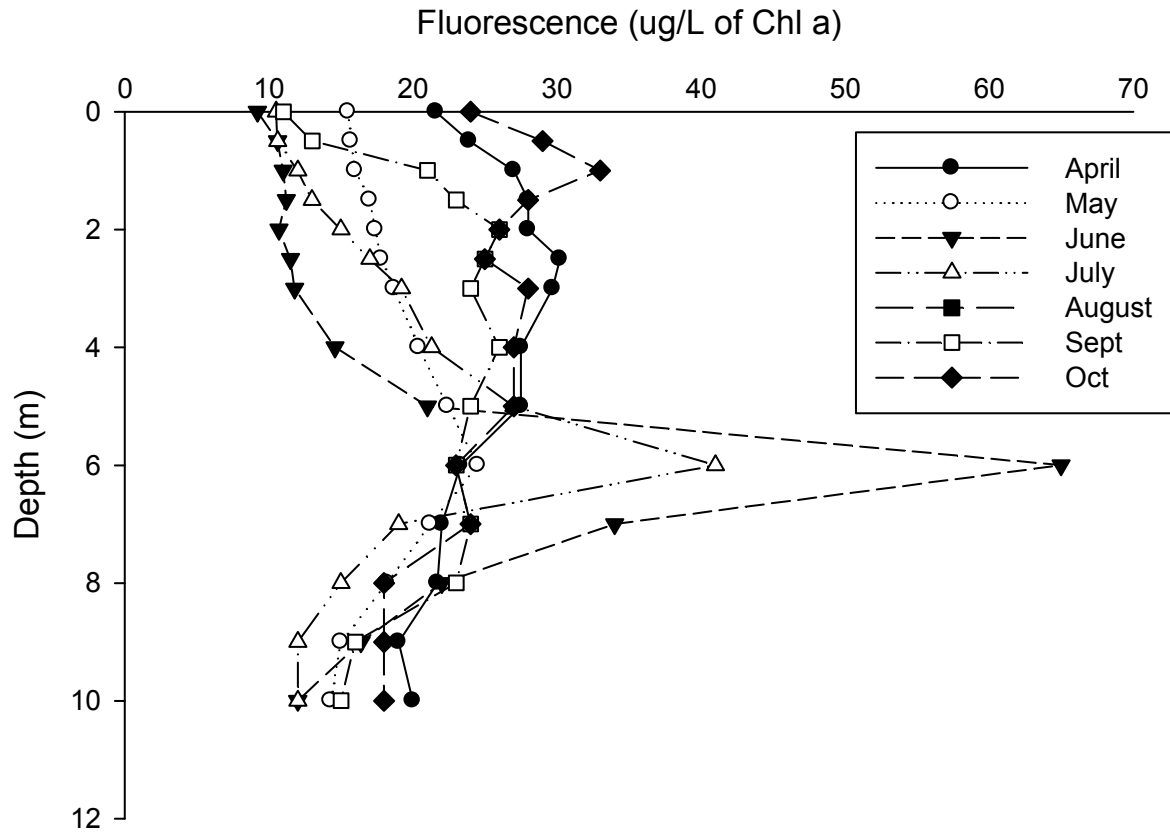 Fluorescence (ug/L of Chl a)
0 10 20 30 40 50 60 70
0
2
4
6
8
10
12
Depth (m)
April
May
June
July
August
Sept
Oct